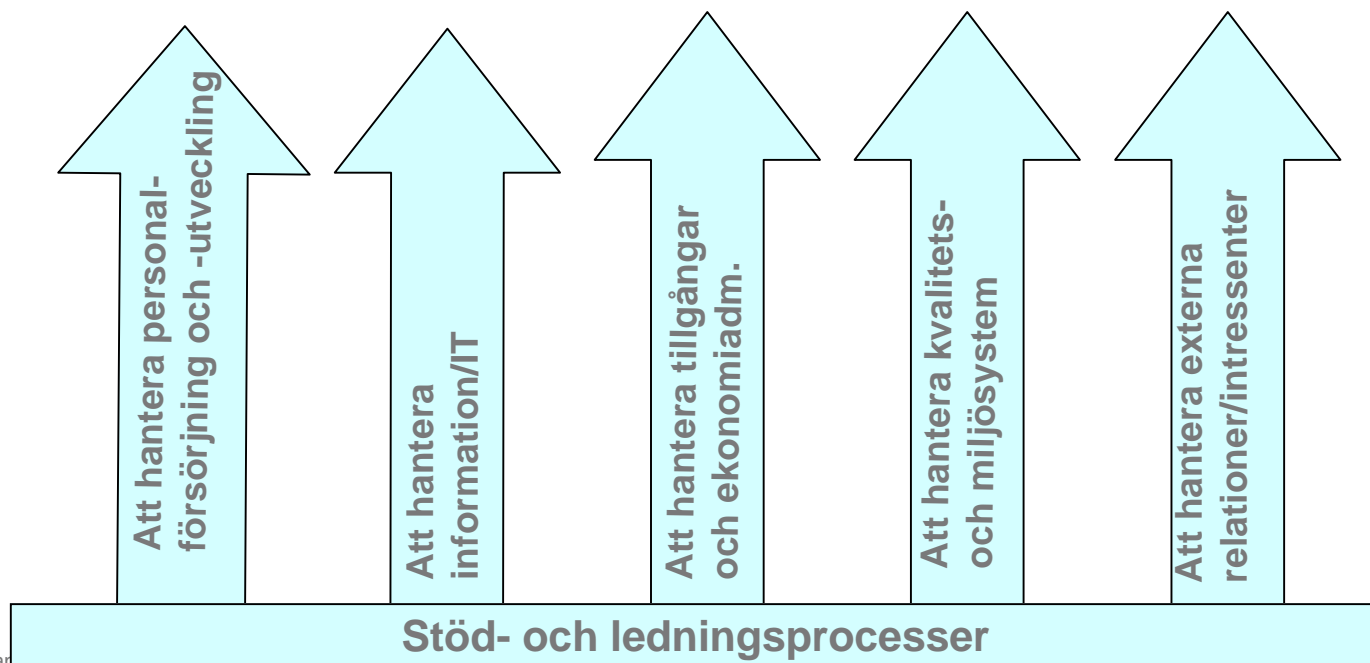 Att hantera personal-
försörjning och -utveckling
Att hantera
information/IT
Att hantera tillgångar
och ekonomiadm.
Att hantera kvalitets-
och miljösystem
Att hantera externa
relationer/intressenter
Stöd- och ledningsprocesser